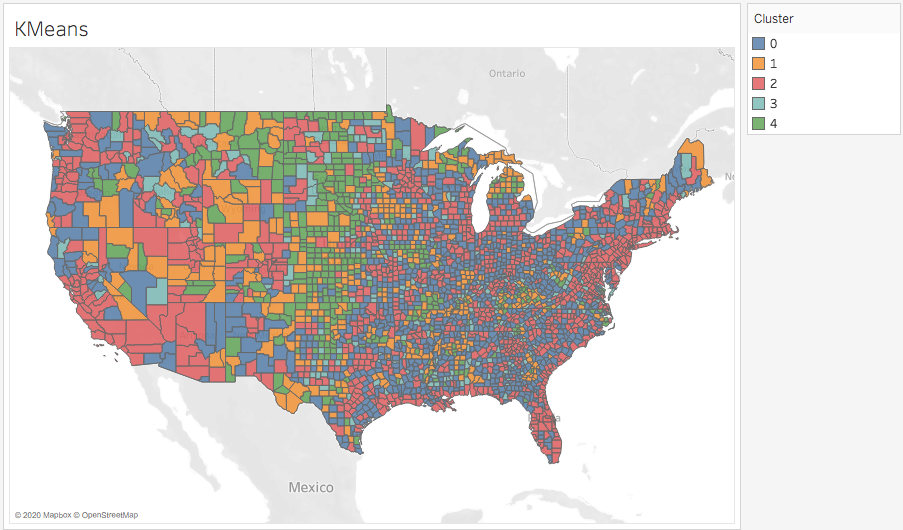 KMeans
Cluster
0
1
2
3
4
Ontario
Mexico
© 2020 Mapbox © OpenStreetMap